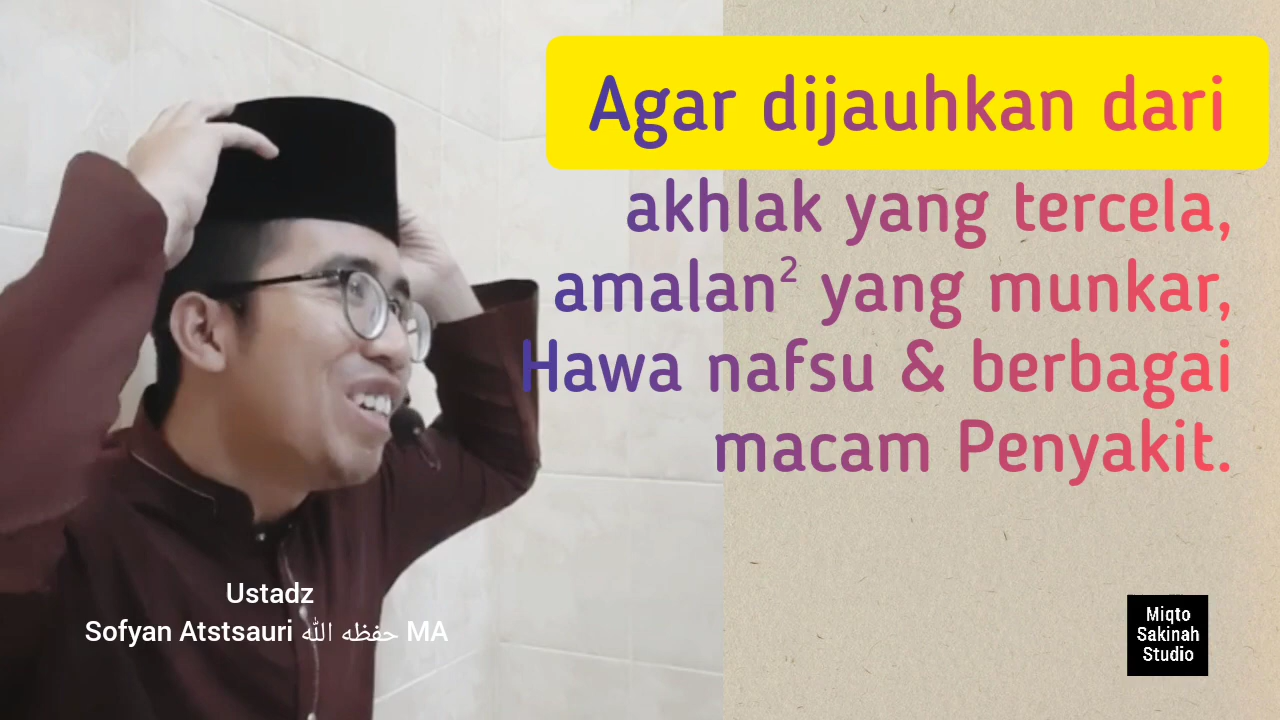 Agar dijauhkan dari
akhlak yang tercela,
amalan² yang munkar,
Hawa nafsu & berbagai
macam Penyakit.
Ustadz
Sofyan Atstsauri حفظه الله MA
Miqto
Sakinah
Studio